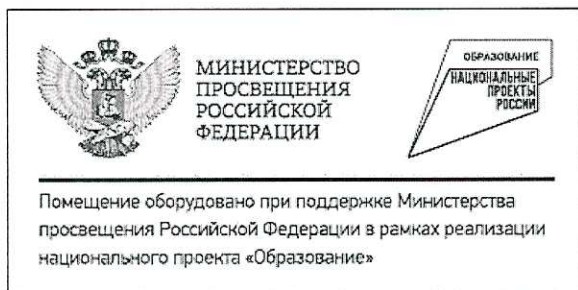 МИНИСТЕРСТВО
ПРОСВЕЩЕНИЯ
РОССИЙСКОЙ
ФЕДЕРАЦИИ
ОБРАЗОВАНИЕ
НАЦИОНАЛЬНЫЕ
ПРОЕКТЫ
РОССИИ
Помещение оборудовано при поддержке Министерства
просвещения Российской Федерации в рамках реализации
национального проекта «Образование»